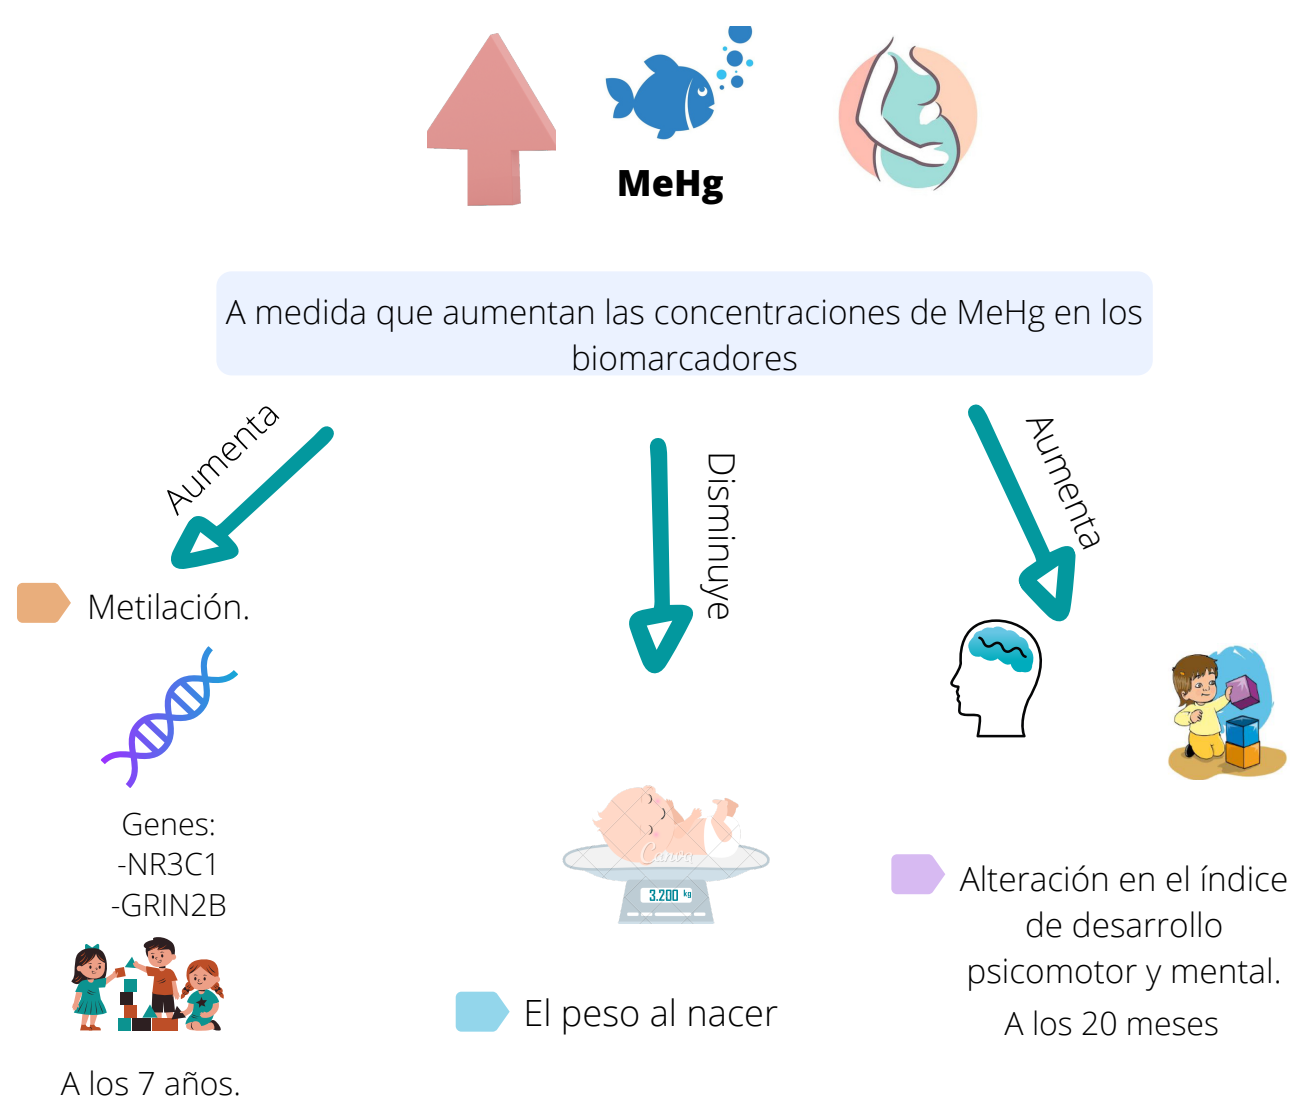 MeHg
A medida que aumentan las concentraciones de MeHg en los
biomarcadores
Aumenta
Disminuye
Aumenta
Metilación.
Genes:
-NR3C1
-GRIN2B
A los 7 años.
Canva
3.200 kg
El peso al nacer
Alteración en el índice
de desarrollo
psicomotor y mental.
A los 20 meses